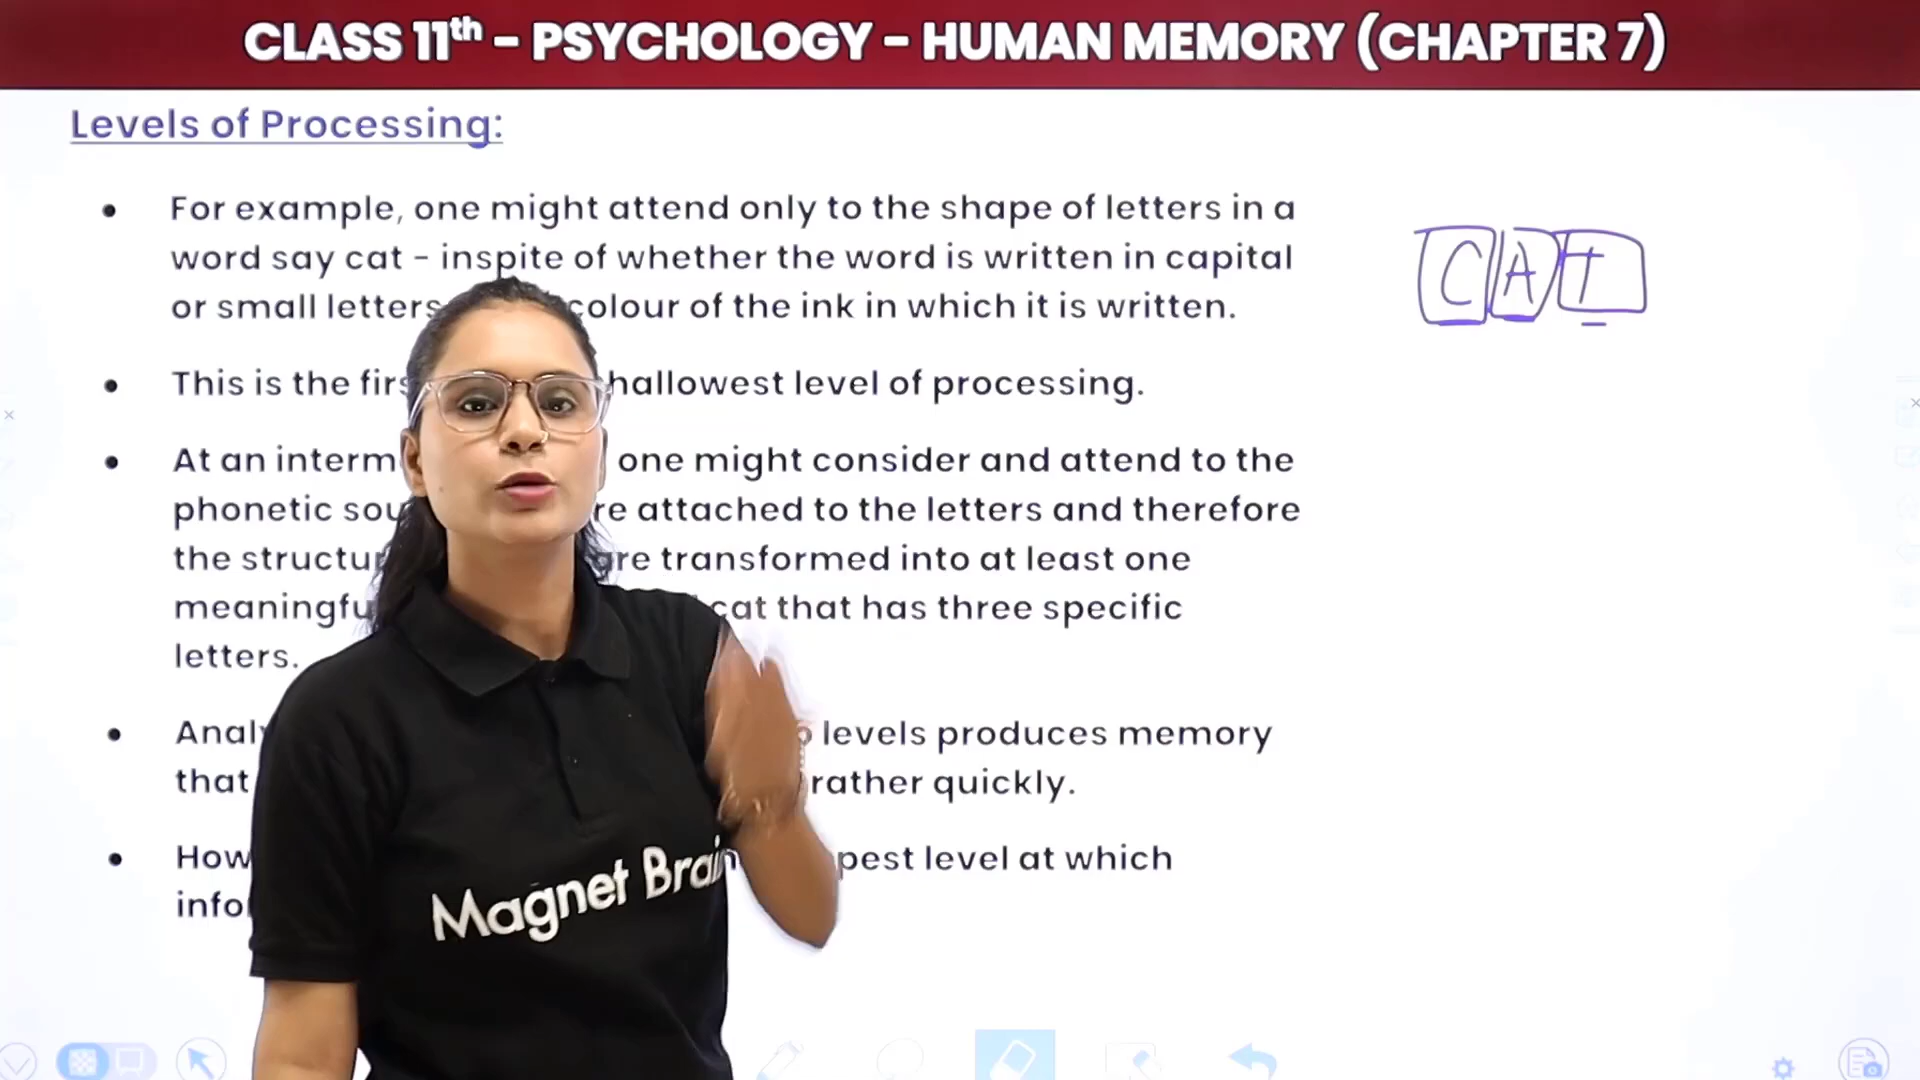 CLASS 11th - PSYCHOLOGY - HUMAN MEMORY (CHAPTER 7)
Levels of Processing:
• For example, one might attend only to the shape of letters in a
word say cat - inspite of whether the word is written in capital
or small letters colour of the ink in which it is written.
CAT
• This is the hallowest level of processing.
• At an one might consider and attend to the
phonetic attached to the letters and therefore
the are transformed into at least one
cat that has three specific
letters.
• levels produces memory
that rather quickly.
• level at which
Magnet Brain